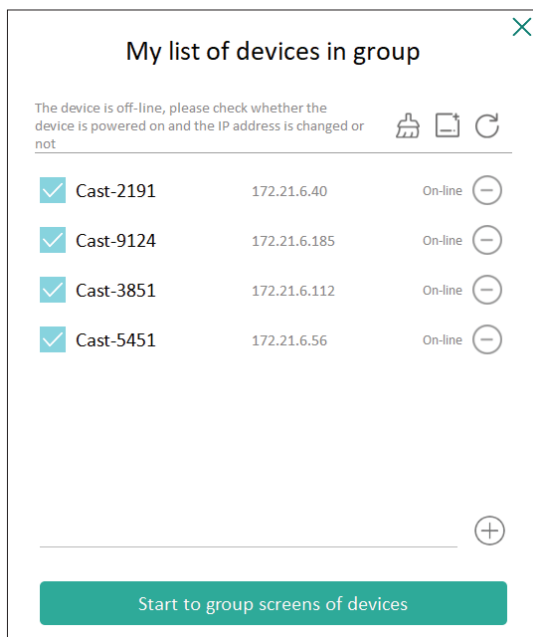 My list of devices in group
The device is off-line, please check whether the
device is powered on and the IP address is changed or
not
Cast-2191 172.21.6.40 On-line
Cast-9124 172.21.6.185 On-line
Cast-3851 172.21.6.112 On-line
Cast-5451 172.21.6.56 On-line
Start to group screens of devices